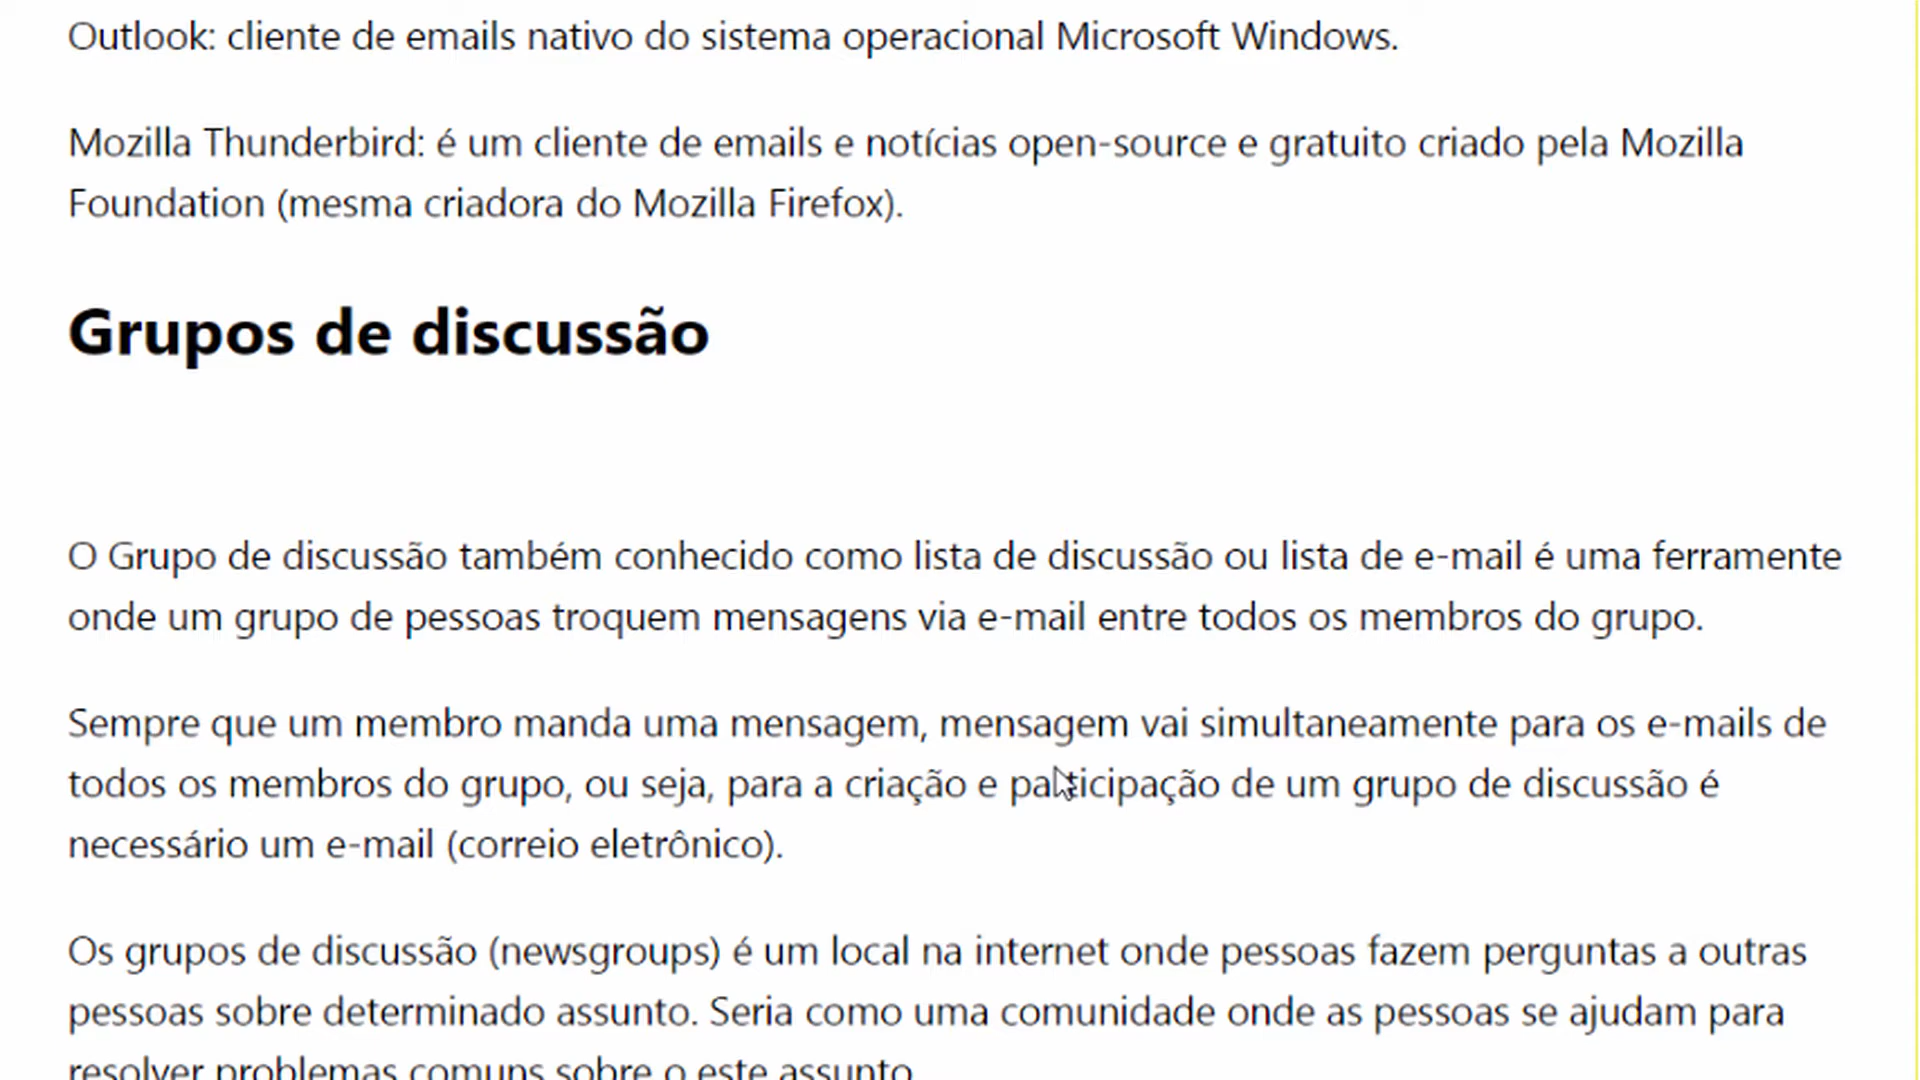 Outlook: cliente de emails nativo do sistema operacional Microsoft Windows.
Mozilla Thunderbird: é um cliente de emails e notícias open-source e gratuito criado pela Mozilla
Foundation (mesma criadora do Mozilla Firefox).
Grupos de discussão
O Grupo de discussão também conhecido como lista de discussão ou lista de e-mail é uma ferramente
onde um grupo de pessoas troquem mensagens via e-mail entre todos os membros do grupo.
Sempre que um membro manda uma mensagem, mensagem vai simultaneamente para os e-mails de
todos os membros do grupo, ou seja, para a criação e participação de um grupo de discussão é
necessário um e-mail (correio eletrônico).
Os grupos de discussão (newsgroups) é um local na internet onde pessoas fazem perguntas a outras
pessoas sobre determinado assunto. Seria como uma comunidade onde as pessoas se ajudam para
resolver problemas comuns sobre o este assunto.